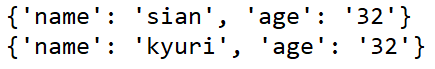 {'name': 'sian', 'age': '32'}
{'name': 'kyuri', 'age': '32'}